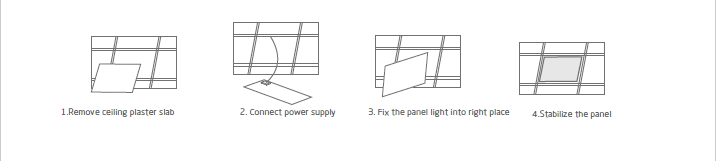 1.Remove ceiling plaster slab
2. Connect power supply
3. Fix the panel light into right place
4.Stabilize the panel